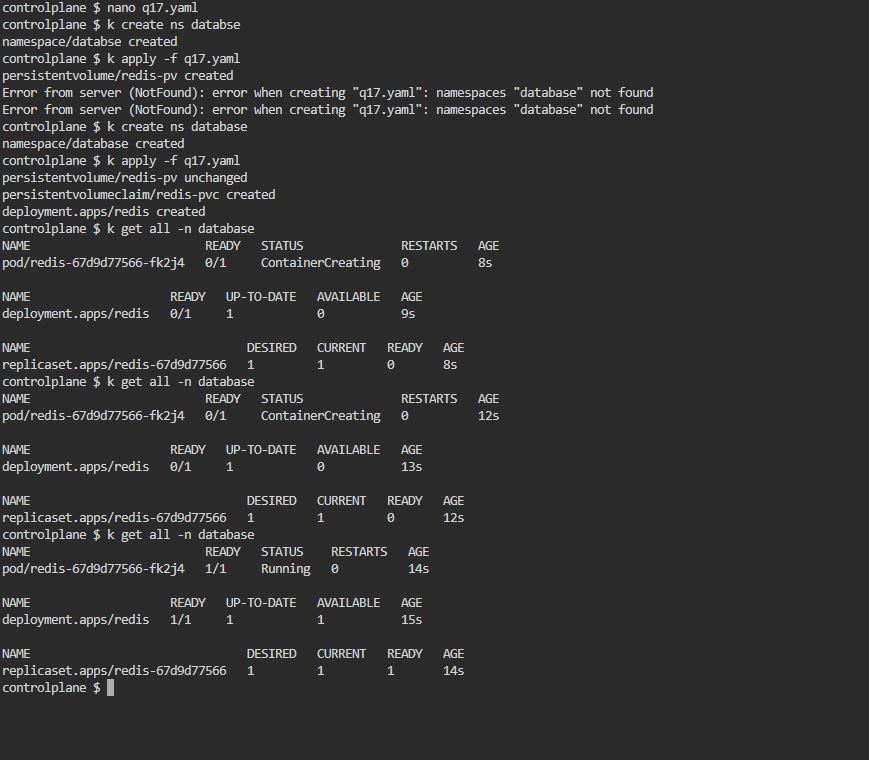 controlplane $ nano q17.yaml
controlplane $ k create ns databse
namespace/databse created
controlplane $ k apply -f q17.yaml
persistentvolume/redis-pv created
Error from server (NotFound): error when creating "q17.yaml": namespaces "database" not found
Error from server (NotFound): error when creating "q17.yaml": namespaces "database" not found
controlplane $ k create ns database
namespace/database created
controlplane $ k apply -f q17.yaml
persistentvolume/redis-pv unchanged
persistentvolumeclaim/redis-pvc created
deployment.apps/redis created
controlplane $ k get all -n database
NAME                         READY   STATUS              RESTARTS   AGE
pod/redis-67d9d77566-fk2j4   0/1     ContainerCreating   0          8s

NAME                    READY   UP-TO-DATE   AVAILABLE   AGE
deployment.apps/redis   0/1     1            0           9s

NAME                               DESIRED   CURRENT   READY   AGE
replicaset.apps/redis-67d9d77566   1         1         0       8s
controlplane $ k get all -n database
NAME                         READY   STATUS              RESTARTS   AGE
pod/redis-67d9d77566-fk2j4   0/1     ContainerCreating   0          12s

NAME                    READY   UP-TO-DATE   AVAILABLE   AGE
deployment.apps/redis   0/1     1            0           13s

NAME                               DESIRED   CURRENT   READY   AGE
replicaset.apps/redis-67d9d77566   1         1         0       12s
controlplane $ k get all -n database
NAME                         READY   STATUS    RESTARTS   AGE
pod/redis-67d9d77566-fk2j4   1/1     Running   0          14s

NAME                    READY   UP-TO-DATE   AVAILABLE   AGE
deployment.apps/redis   1/1     1            1           15s

NAME                               DESIRED   CURRENT   READY   AGE
replicaset.apps/redis-67d9d77566   1         1         1       14s
controlplane $